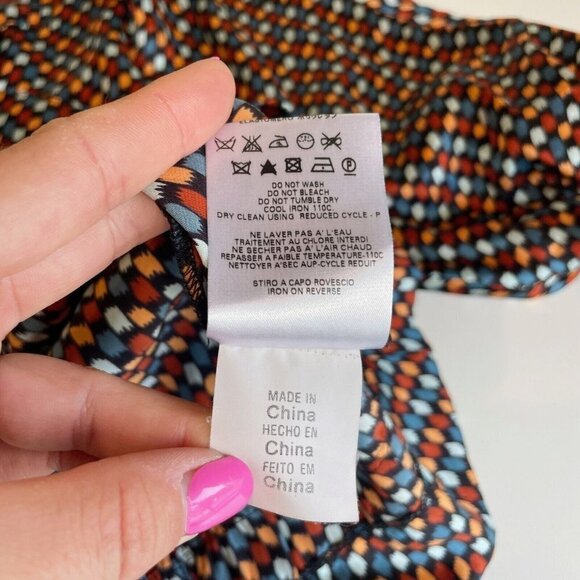 DO NOT WASH
DO NOT BLEACH
DO NOT TUMBLE DRY
COOL IRON 110C.
DRY CLEAN USING REDUCED CYCLE - P
NE LAVER PAS A' L'EAU
TRAITEMENT AU CHLORE INTERDI
NE SECHER PAS A' L'AIR CHAUD
REPASSER A FAIBLE TEMPERATURE-110C
NETTOYER A'SEC AUP-CYCLE REDUIT
STIRO A CAPO ROVESCIO
IRON ON REVERSE
MADE IN
China
HECHO EN
China
FEITO EM
China